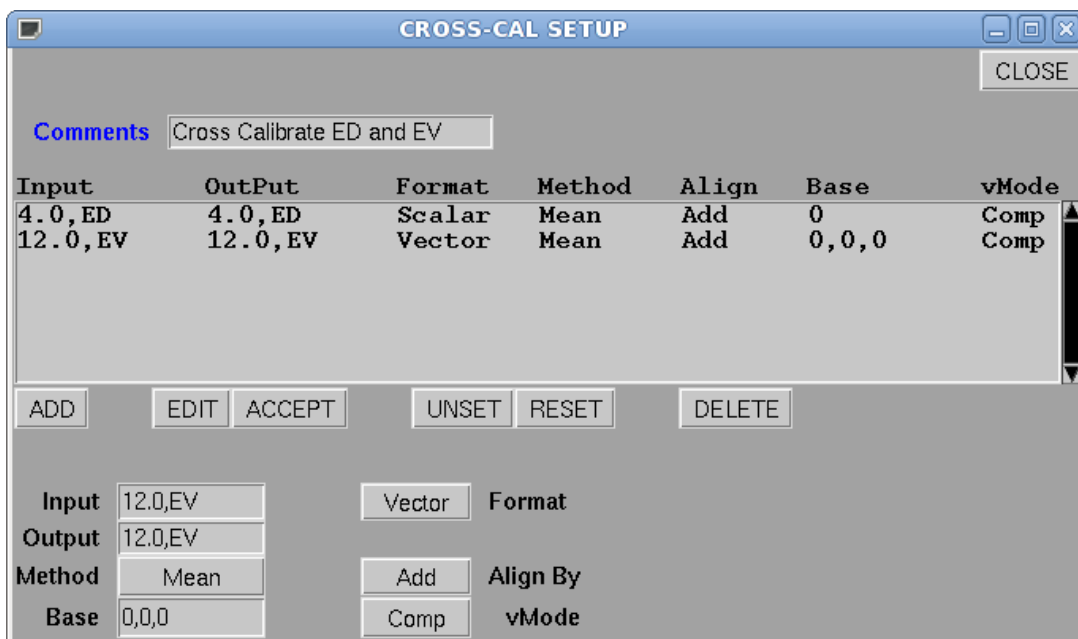 CROSS-CAL SETUP
CLOSE
Comments Cross Calibrate ED and EV
Input OutPut Format Method Align Base vMode
4.0,ED 4.0,ED Scalar Mean Add 0 Comp
12.0,EV 12.0,EV Vector Mean Add 0,0,0 Comp
ADD EDIT ACCEPT UNSET RESET DELETE
Input 12.0,EV Vector Format
Output 12.0,EV
Method Mean Add Align By
Base 0,0,0 Comp vMode